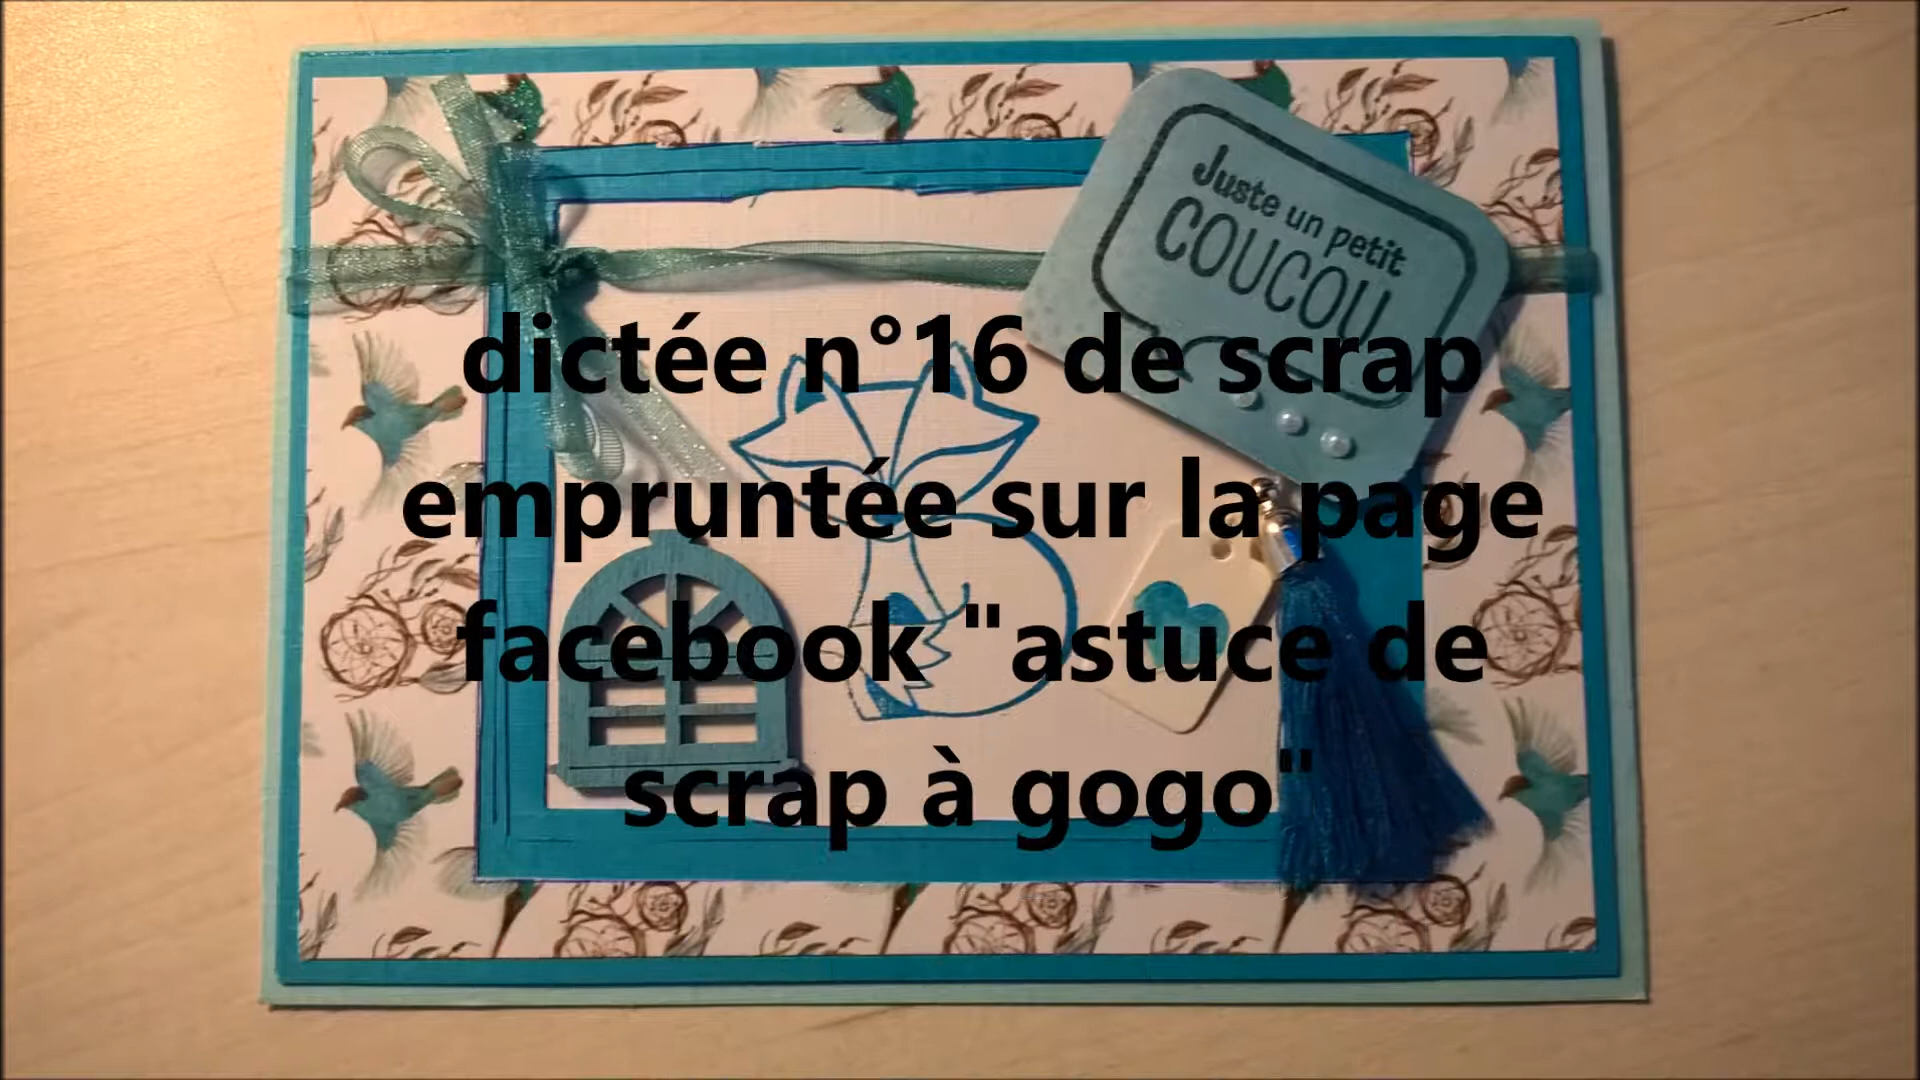 Juste un petit
COUCOU
dictée n°16 de scrap
empruntée sur la page
facebook "astuce de
scrap à gogo"